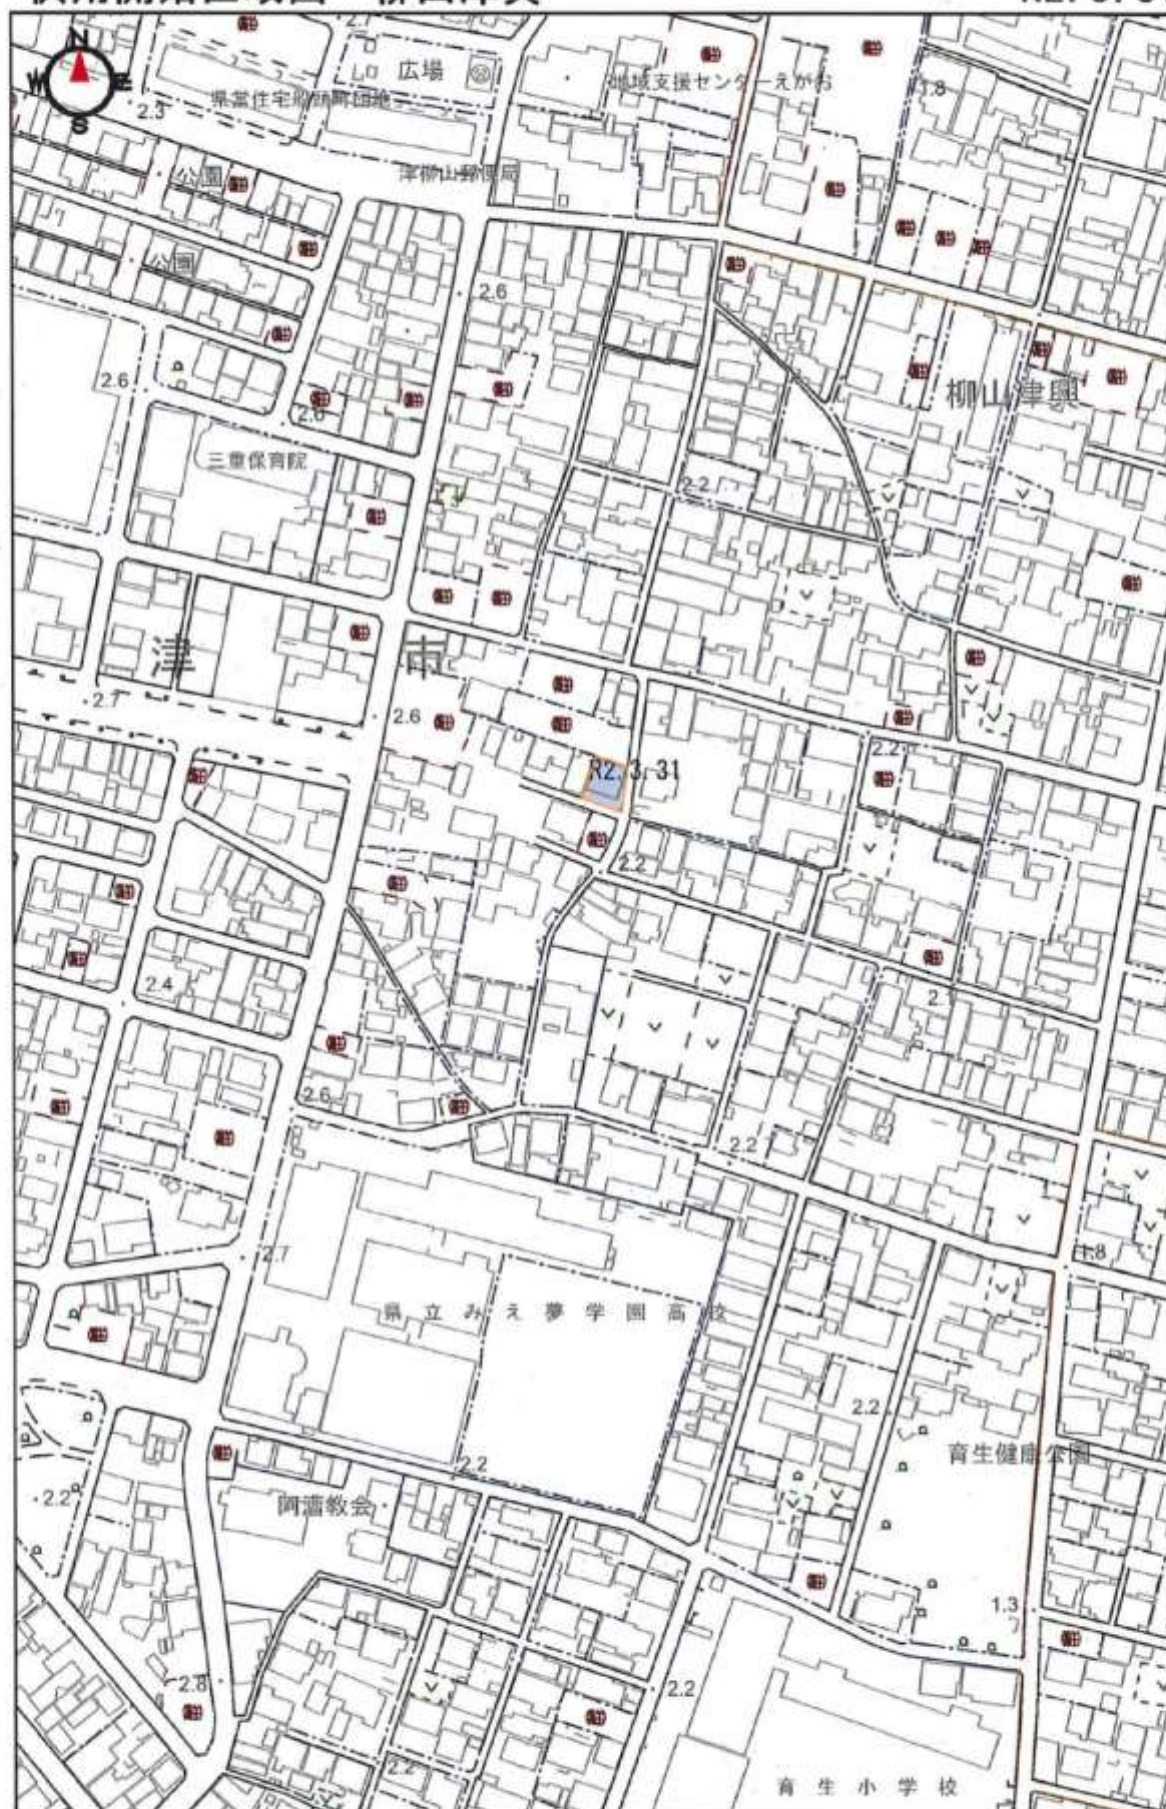 N
W
E
S
広場
地域支援センターえがお
県営住宅船頭町団地
1.8
2.3
公園
津柳山郵便局
公園
2.6
2.6
柳山津興
2.6
三重保育院
2.2
津
市
2.7
2.6
2.2
R2. 3. 31
2.2
2.4
2.6
2.2
2.7
1.8
県立みえ夢学園高校
2.2
育生健康公園
2.2
2.2
阿漕教会
1.3
2.8
2.2
2.2
育生小学校